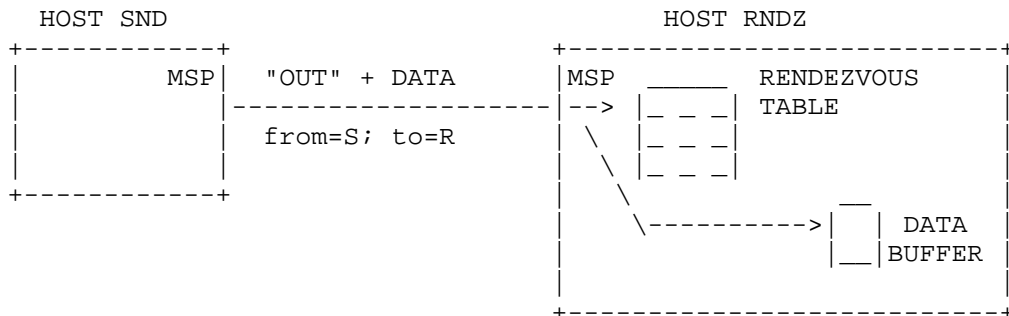 HOST SND HOST RNDZ
MSP "OUT" + DATA MSP RENDEZVOUS
TABLE
from=S; to=R
DATA
BUFFER